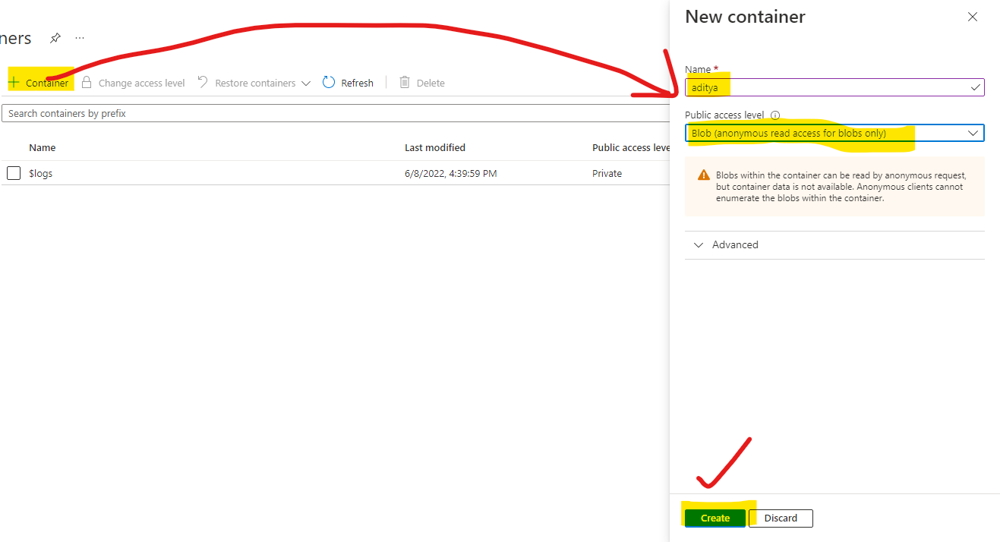 ners ...
+ Container Change access level Restore containers Refresh Delete
Search containers by prefix
Name Last modified Public access leve
$logs 6/8/2022, 4:39:59 PM Private
New container
Name *
aditya
Public access level
Blob (anonymous read access for blobs only)
Blobs within the container can be read by anonymous request,
but container data is not available. Anonymous clients cannot
enumerate the blobs within the container.
Advanced
Create Discard